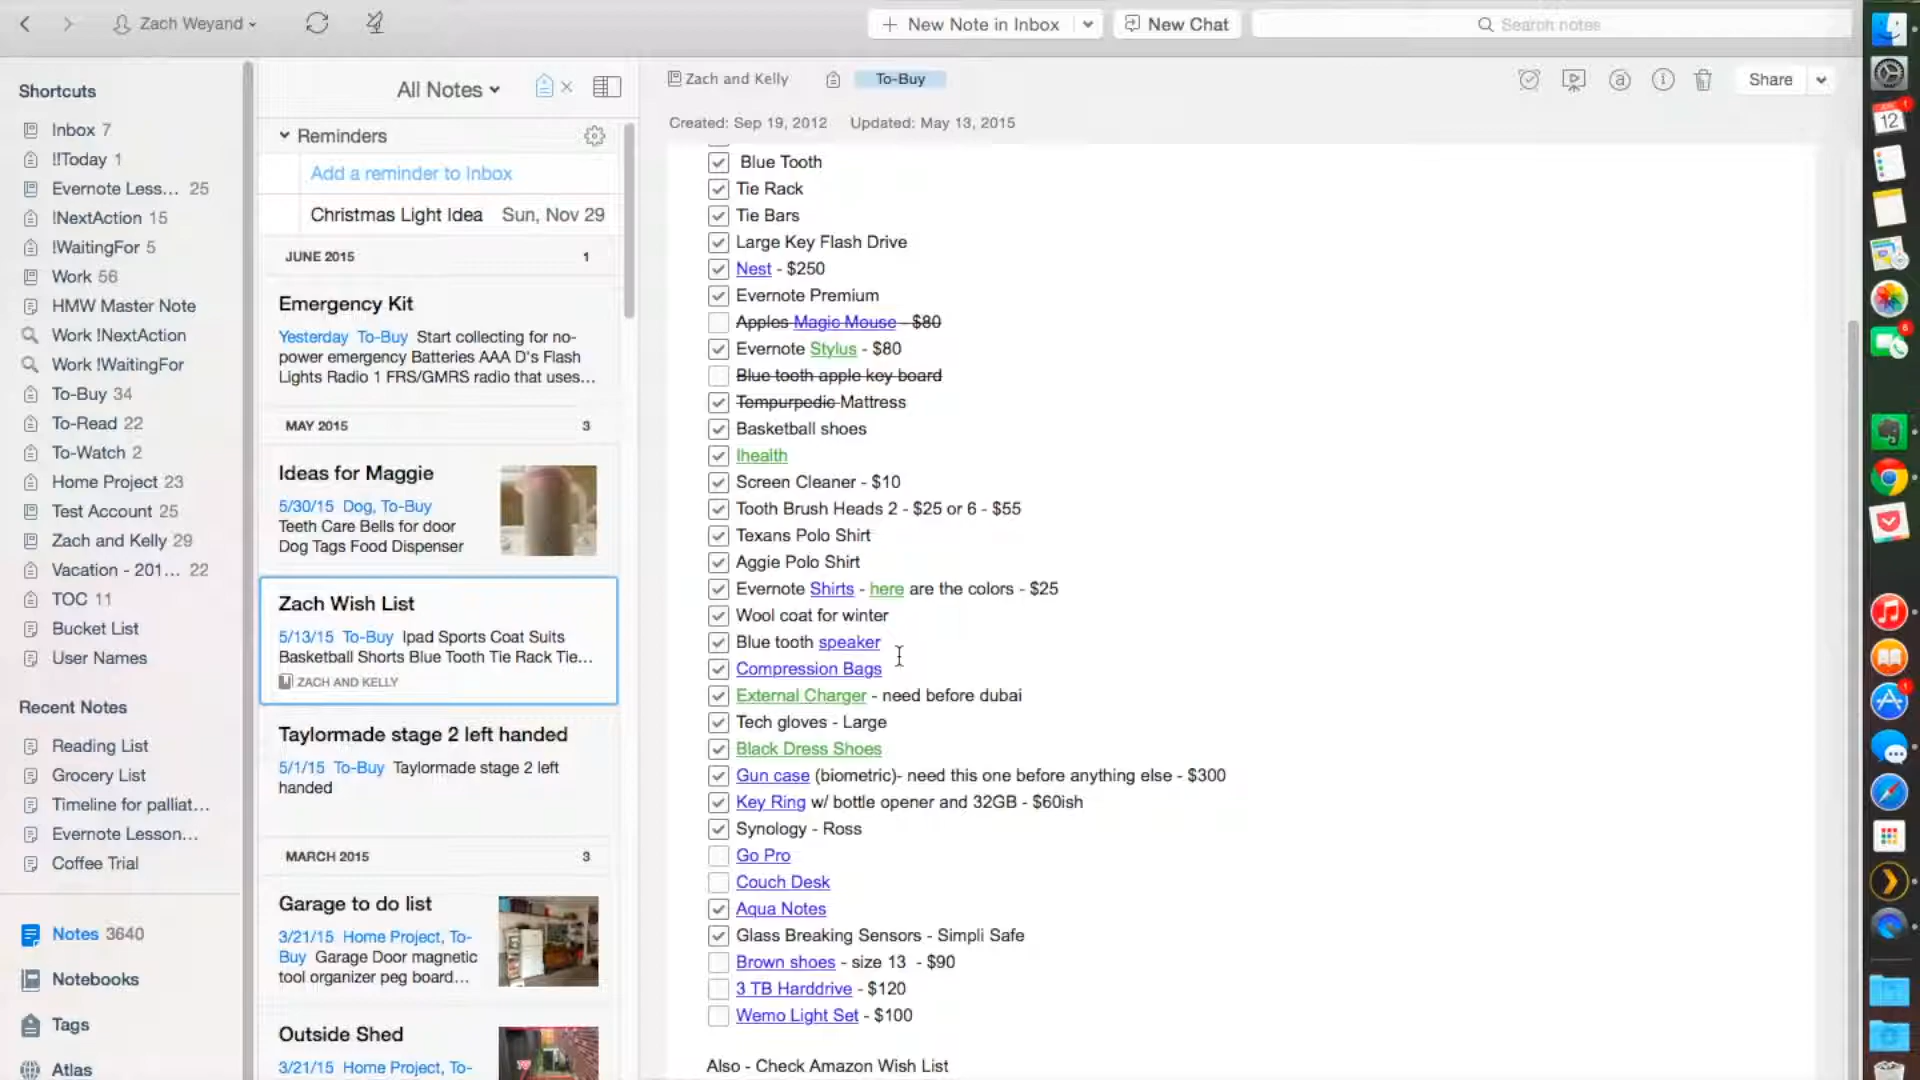 Zach Weyand
New Note in Inbox
New Chat
Search notes
Shortcuts
Inbox 7
!!Today 1
Evernote Less... 25
!NextAction 15
!WaitingFor 5
Work 56
HMW Master Note
Work !NextAction
Work !WaitingFor
To-Buy 34
To-Read 22
To-Watch 2
Home Project 23
Test Account 25
Zach and Kelly 29
Vacation - 201... 22
TOC 11
Bucket List
User Names
Recent Notes
Reading List
Grocery List
Timeline for palliat...
Evernote Lesson...
Coffee Trial
Notes 3640
Notebooks
Tags
Atlas
All Notes
Reminders
Add a reminder to Inbox
Christmas Light Idea Sun, Nov 29
JUNE 2015 1
Emergency Kit
Yesterday To-Buy Start collecting for no-
power emergency Batteries AAA D's Flash
Lights Radio 1 FRS/GMRS radio that uses...
MAY 2015 3
Ideas for Maggie
5/30/15 Dog, To-Buy
Teeth Care Bells for door
Dog Tags Food Dispenser
Zach Wish List
5/13/15 To-Buy Ipad Sports Coat Suits
Basketball Shorts Blue Tooth Tie Rack Tie...
ZACH AND KELLY
Taylormade stage 2 left handed
5/1/15 To-Buy Taylormade stage 2 left
handed
MARCH 2015 3
Garage to do list
3/21/15 Home Project, To-
Buy Garage Door magnetic
tool organizer peg board...
Outside Shed
3/21/15 Home Project, To-
Zach and Kelly
To-Buy
Share
Created: Sep 19, 2012 Updated: May 13, 2015
Blue Tooth
Tie Rack
Tie Bars
Large Key Flash Drive
Nest - $250
Evernote Premium
Apples Magic Mouse - $80
Evernote Stylus - $80
Blue tooth apple key board
Tempurpedic Mattress
Basketball shoes
Ihealth
Screen Cleaner - $10
Tooth Brush Heads 2 - $25 or 6 - $55
Texans Polo Shirt
Aggie Polo Shirt
Evernote Shirts - here are the colors - $25
Wool coat for winter
Blue tooth speaker
Compression Bags
External Charger - need before dubai
Tech gloves - Large
Black Dress Shoes
Gun case (biometric)- need this one before anything else - $300
Key Ring w/ bottle opener and 32GB - $60ish
Synology - Ross
Go Pro
Couch Desk
Aqua Notes
Glass Breaking Sensors - Simpli Safe
Brown shoes - size 13 - $90
3 TB Harddrive - $120
Wemo Light Set - $100
Also - Check Amazon Wish List
1
12
6
1